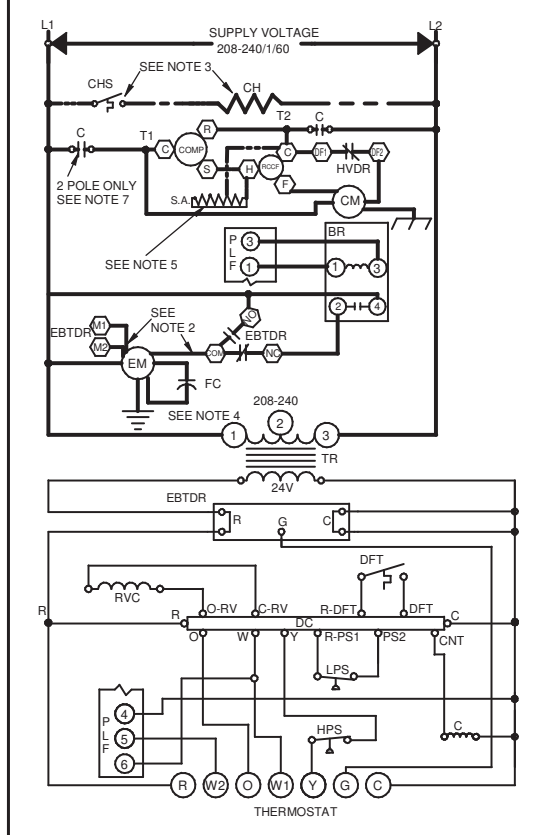 L1 L2
SUPPLY VOLTAGE
208-240/1/60
SEE NOTE 3
CHS CH
C T1 T2 C
C COMP R C DF1 DF2
S H RCCF HVDR
F
2 POLE ONLY
SEE NOTE 7
S.A. CM
SEE NOTE 5
P
L
F
3
1
BR
1 3
2 4
SEE
NOTE 2
EBTDR M1
M2
NO
EBTDR
COM NC
EM
FC
SEE NOTE 4
208-240
1 2 3
TR
24V
EBTDR
R G C
DFT
RVC
R
R O-RV C-RV R-DFT DFT C
DC
O W Y R-PS1 PS2 CNT
LPS
P
L
F
4
5
6
HPS
C
R W2 O W1 Y G C
THERMOSTAT